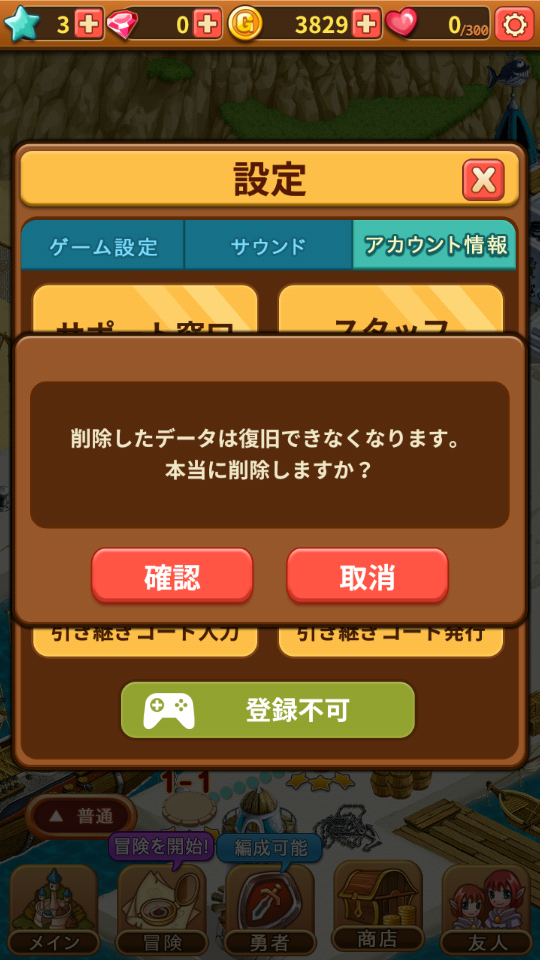 3
0
G
3829
0/300
設定
ゲーム設定
サウンド
アカウント情報
サポート窓口
スタッフ
削除したデータは復旧できなくなります。
本当に削除しますか？
確認
取消
引き継ぎコード入力
引き継ぎコード発行
登録不可
1-1
▲ 普通
冒険を開始!
編成可能
メイン
冒険
勇者
商店
友人